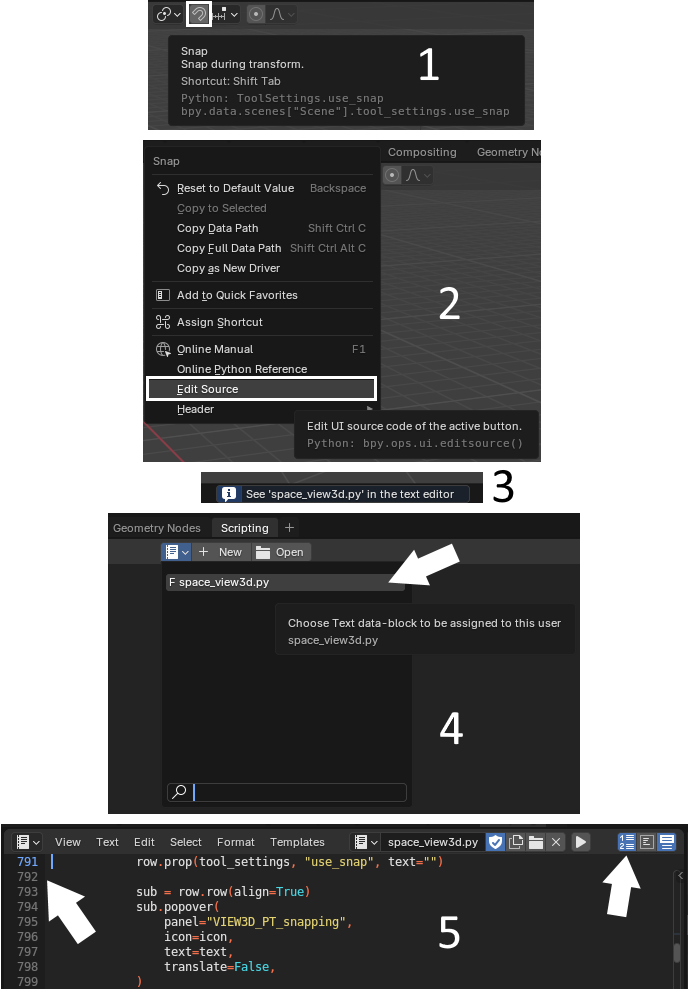 Snap
Snap during transform.
Shortcut: Shift Tab
Python: ToolSettings.use_snap
bpy.data.scenes["Scene"].tool_settings.use_snap
1
Compositing Geometry No
Snap
Reset to Default Value Backspace
Copy to Selected
Copy Data Path Shift Ctrl C
Copy Full Data Path Shift Ctrl Alt C
Copy as New Driver
Add to Quick Favorites
Assign Shortcut
Online Manual F1
Online Python Reference
Edit Source
Header
Edit UI source code of the active button.
Python: bpy.ops.ui.editsource()
2
See 'space_view3d.py' in the text editor
3
Geometry Nodes Scripting +
+ New Open
F space_view3d.py
Choose Text data-block to be assigned to this user
space_view3d.py
4
View Text Edit Select Format Templates space_view3d.py
791 row.prop(tool_settings, "use_snap", text="")
792
793 sub = row.row(align=True)
794 sub.popover(
795 panel="VIEW3D_PT_snapping",
796 icon=icon,
797 text=text,
798 translate=False,
799 )
5